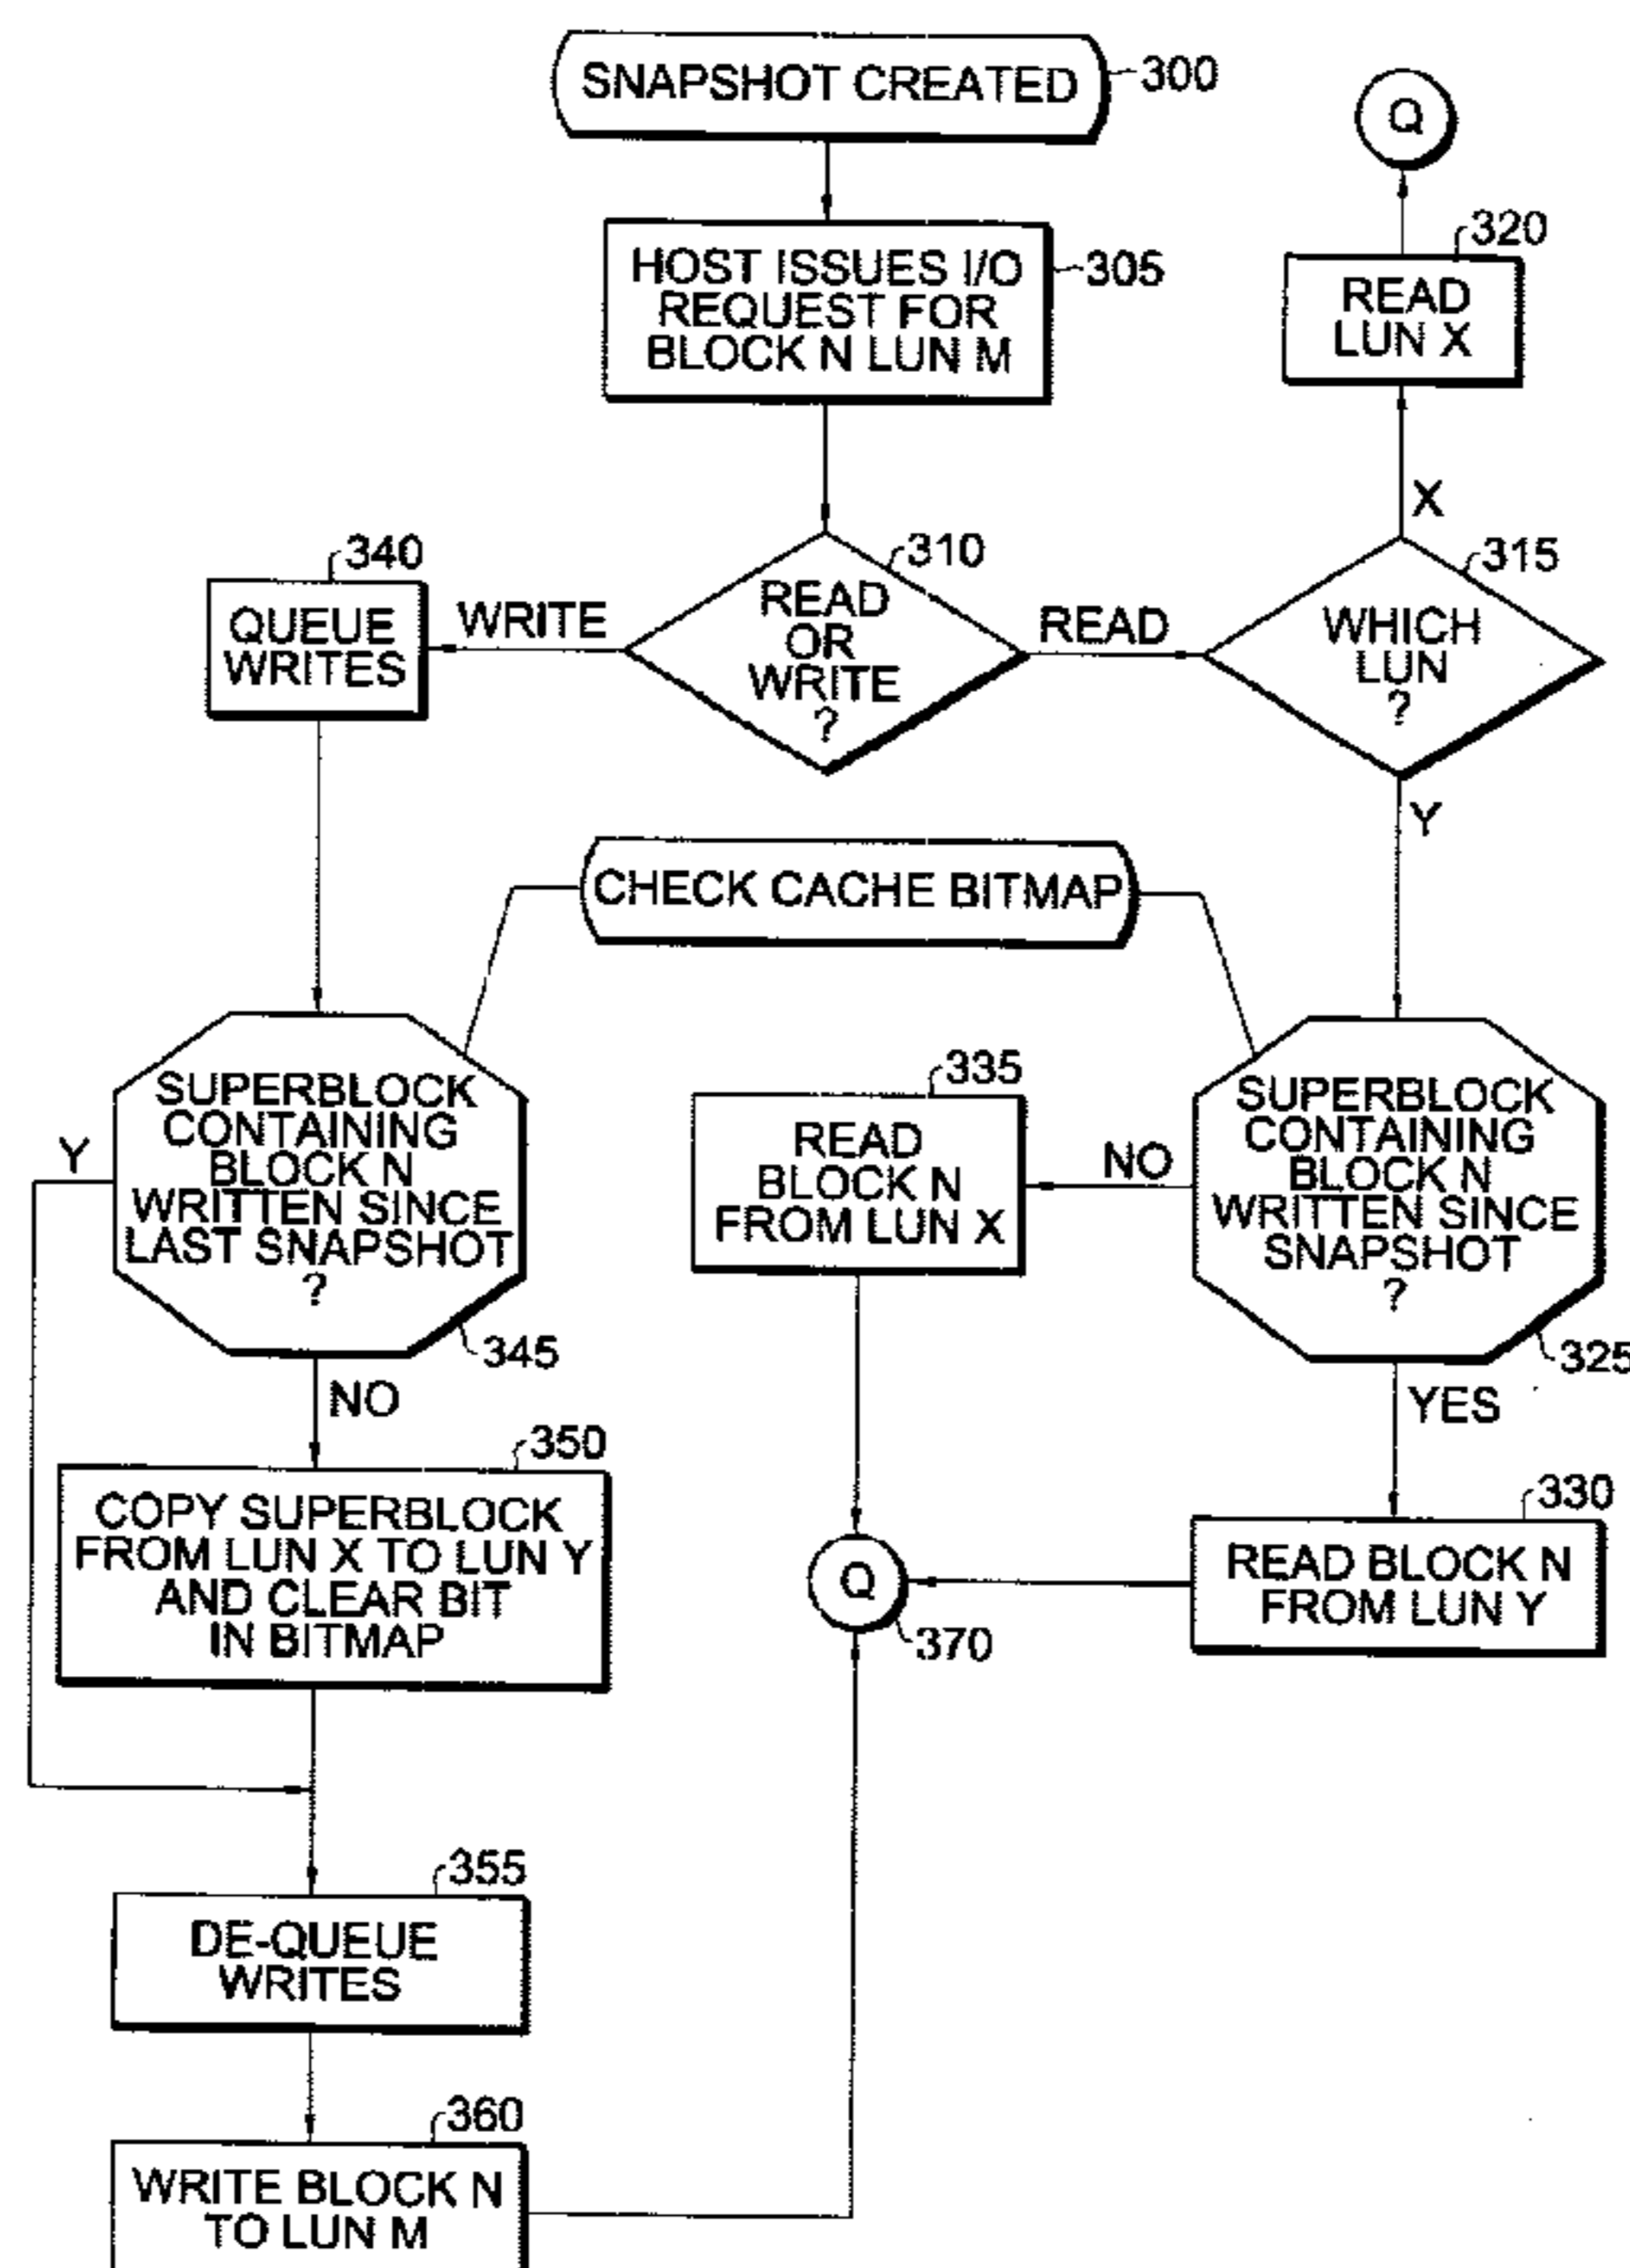 SNAPSHOT CREATED
300
Q
HOST ISSUES I/O
REQUEST FOR
BLOCK N LUN M
305
320
READ
LUN X
X
340
QUEUE
WRITES
WRITE
310
READ
OR
WRITE
?
READ
315
WHICH
LUN
?
Y
CHECK CACHE BITMAP
SUPERBLOCK
CONTAINING
BLOCK N
WRITTEN SINCE
LAST SNAPSHOT
?
Y
345
NO
335
READ
BLOCK N
FROM LUN X
NO
SUPERBLOCK
CONTAINING
BLOCK N
WRITTEN SINCE
SNAPSHOT
?
325
YES
350
COPY SUPERBLOCK
FROM LUN X TO LUN Y
AND CLEAR BIT
IN BITMAP
Q
370
330
READ BLOCK N
FROM LUN Y
355
DE-QUEUE
WRITES
360
WRITE BLOCK N
TO LUN M